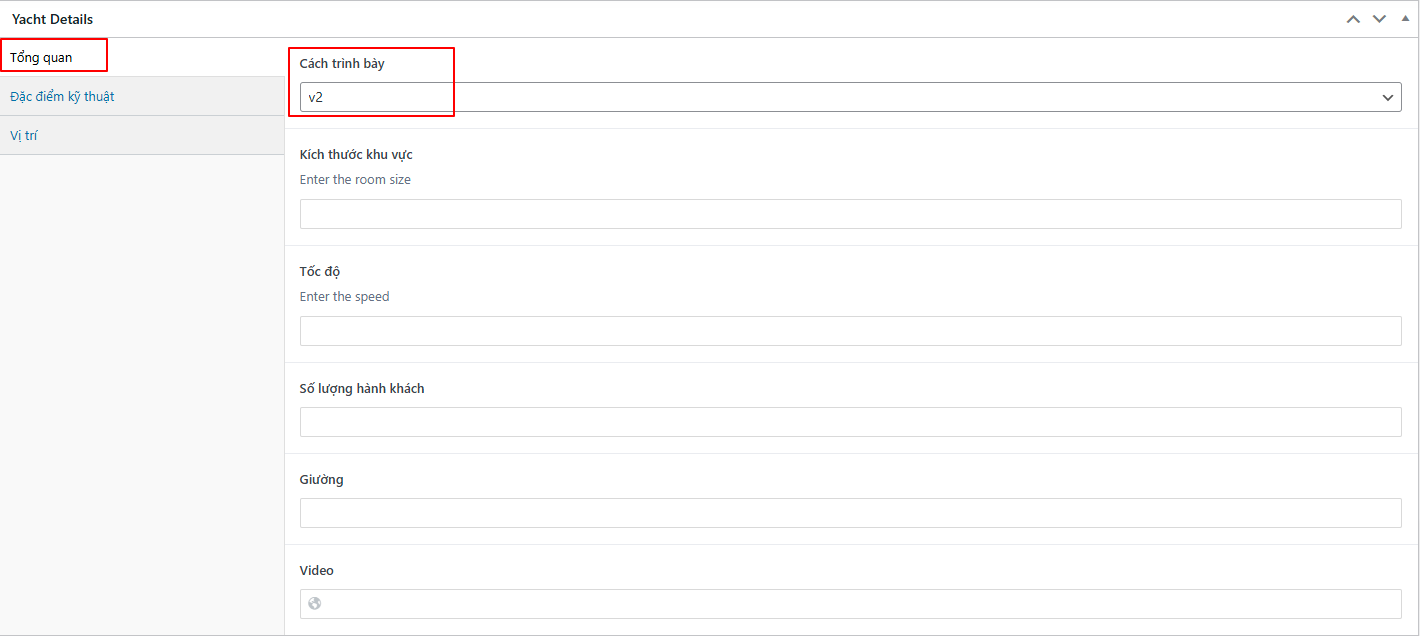 Yacht Details
Tổng quan
Đặc điểm kỹ thuật
Vị trí
Cách trình bày
v2
Kích thước khu vực
Enter the room size
Tốc độ
Enter the speed
Số lượng hành khách
Giường
Video